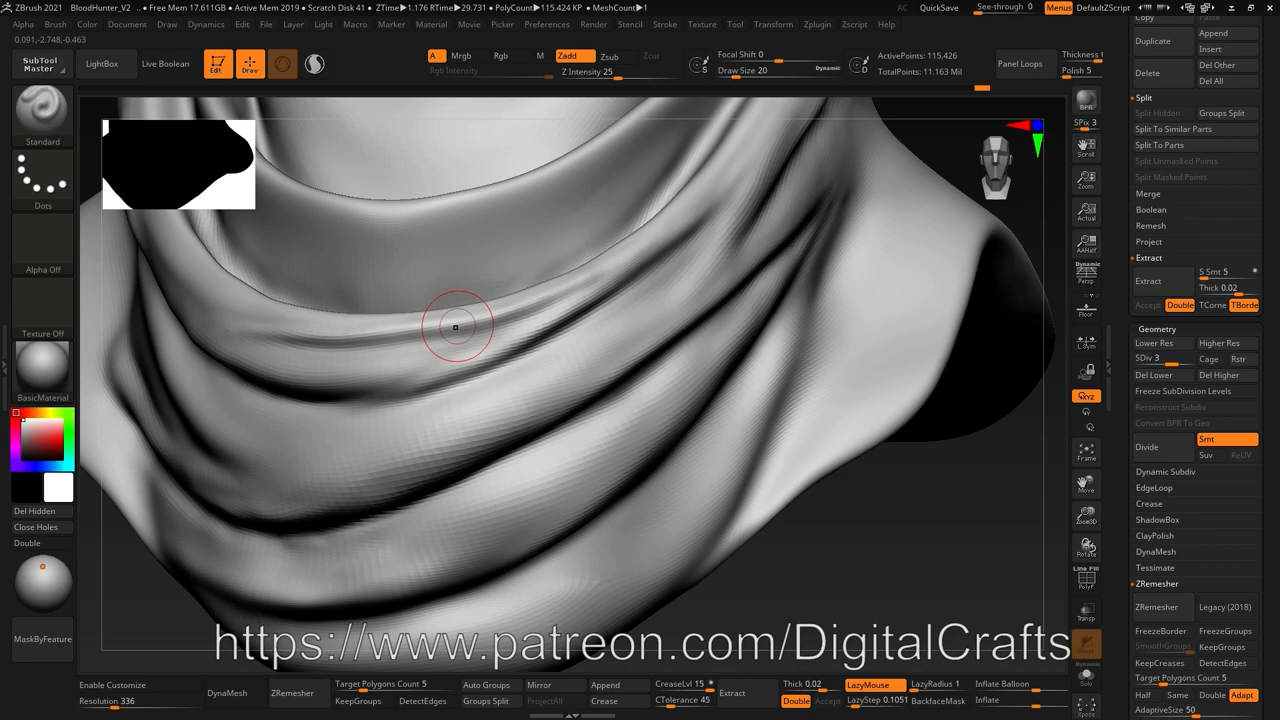 ZBrush 2021 BloodHunter_V2 .. ● Free Mem 17.611GB ● Active Mem 2019 ● Scratch Disk 41 ● ZTime▶1.176 RTime▶29.731 ● PolyCount▶115.424 KP ● MeshCount▶1 AC QuickSave See-through 0 Menus DefaultZScript
Alpha Brush Color Document Draw Dynamics Edit File Layer Light Macro Marker Material Movie Picker Preferences Render Stencil Stroke Texture Tool Transform Zplugin Zscript Help
0.091,-2.748,-0.463
SubTool Master LightBox Live Boolean Edit Draw A Mrgb Rgb M Zadd Zsub Zcut Focal Shift 0 ActivePoints: 115.426 Panel Loops Thickness
Rgb Intensity Z Intensity 25 S Draw Size 20 Dynamic D TotalPoints: 11.163 Mil Polish 5
Standard
Dots
Alpha Off
Texture Off
BasicMaterial
Del Hidden
Close Holes
Double
MaskByFeature
BPR
SPix 3
Scroll
Zoom
Actual
AAHalf
Dynamic
Persp
Floor
L.Sym
XYZ
Frame
Move
Zoom3D
Rotate
Line Fill
PolyF
Transp
Dynamic
Solo
Xpose
Copy Paste
Duplicate Append
Insert
Delete Del Other
Del All
Split
Split Hidden Groups Split
Split To Similar Parts
Split To Parts
Split Unmasked Points
Split Masked Points
Merge
Boolean
Remesh
Project
Extract
Extract S Smt 5
Thick 0.02
Accept Double TCorne TBorde
Geometry
Lower Res Higher Res
SDiv 3 Cage Rstr
Del Lower Del Higher
Freeze SubDivision Levels
Reconstruct Subdiv
Convert BPR To Geo
Divide Smt
Suv ReUV
Dynamic Subdiv
EdgeLoop
Crease
ShadowBox
ClayPolish
DynaMesh
Tessimate
ZRemesher
ZRemesher Legacy (2018)
FreezeBorder FreezeGroups
SmoothGroups KeepGroups
KeepCreases DetectEdges
Target Polygons Count 5
Half Same Double Adapt
AdaptiveSize 50
https://www.patreon.com/DigitalCrafts
Enable Customize DynaMesh ZRemesher Target Polygons Count 5 Auto Groups Mirror Append CreaseLvl 15 Extract Thick 0.02 LazyMouse LazyRadius 1 Inflate Balloon
Resolution 336 KeepGroups DetectEdges Groups Split ProjectAll Crease CTolerance 45 Double Accept LazyStep 0.1051 BackfaceMask Inflate